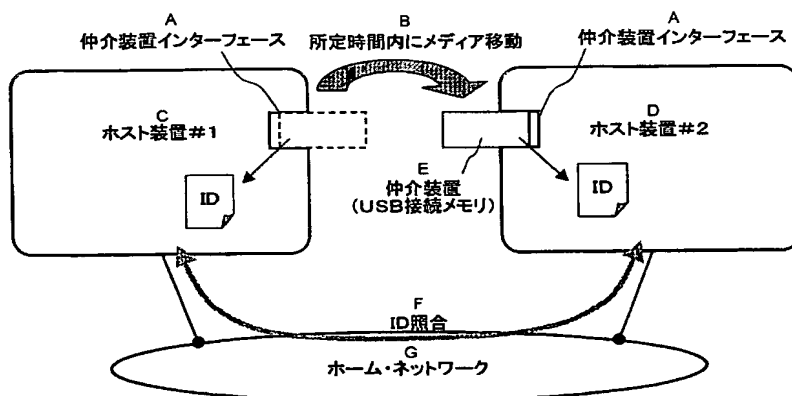 A
仲介装置インターフェース
B
所定時間内にメディア移動
A
仲介装置インターフェース
C
ホスト装置#1
D
ホスト装置#2
ID
E
仲介装置
(USB接続メモリ)
ID
F
ID照合
G
ホーム・ネットワーク